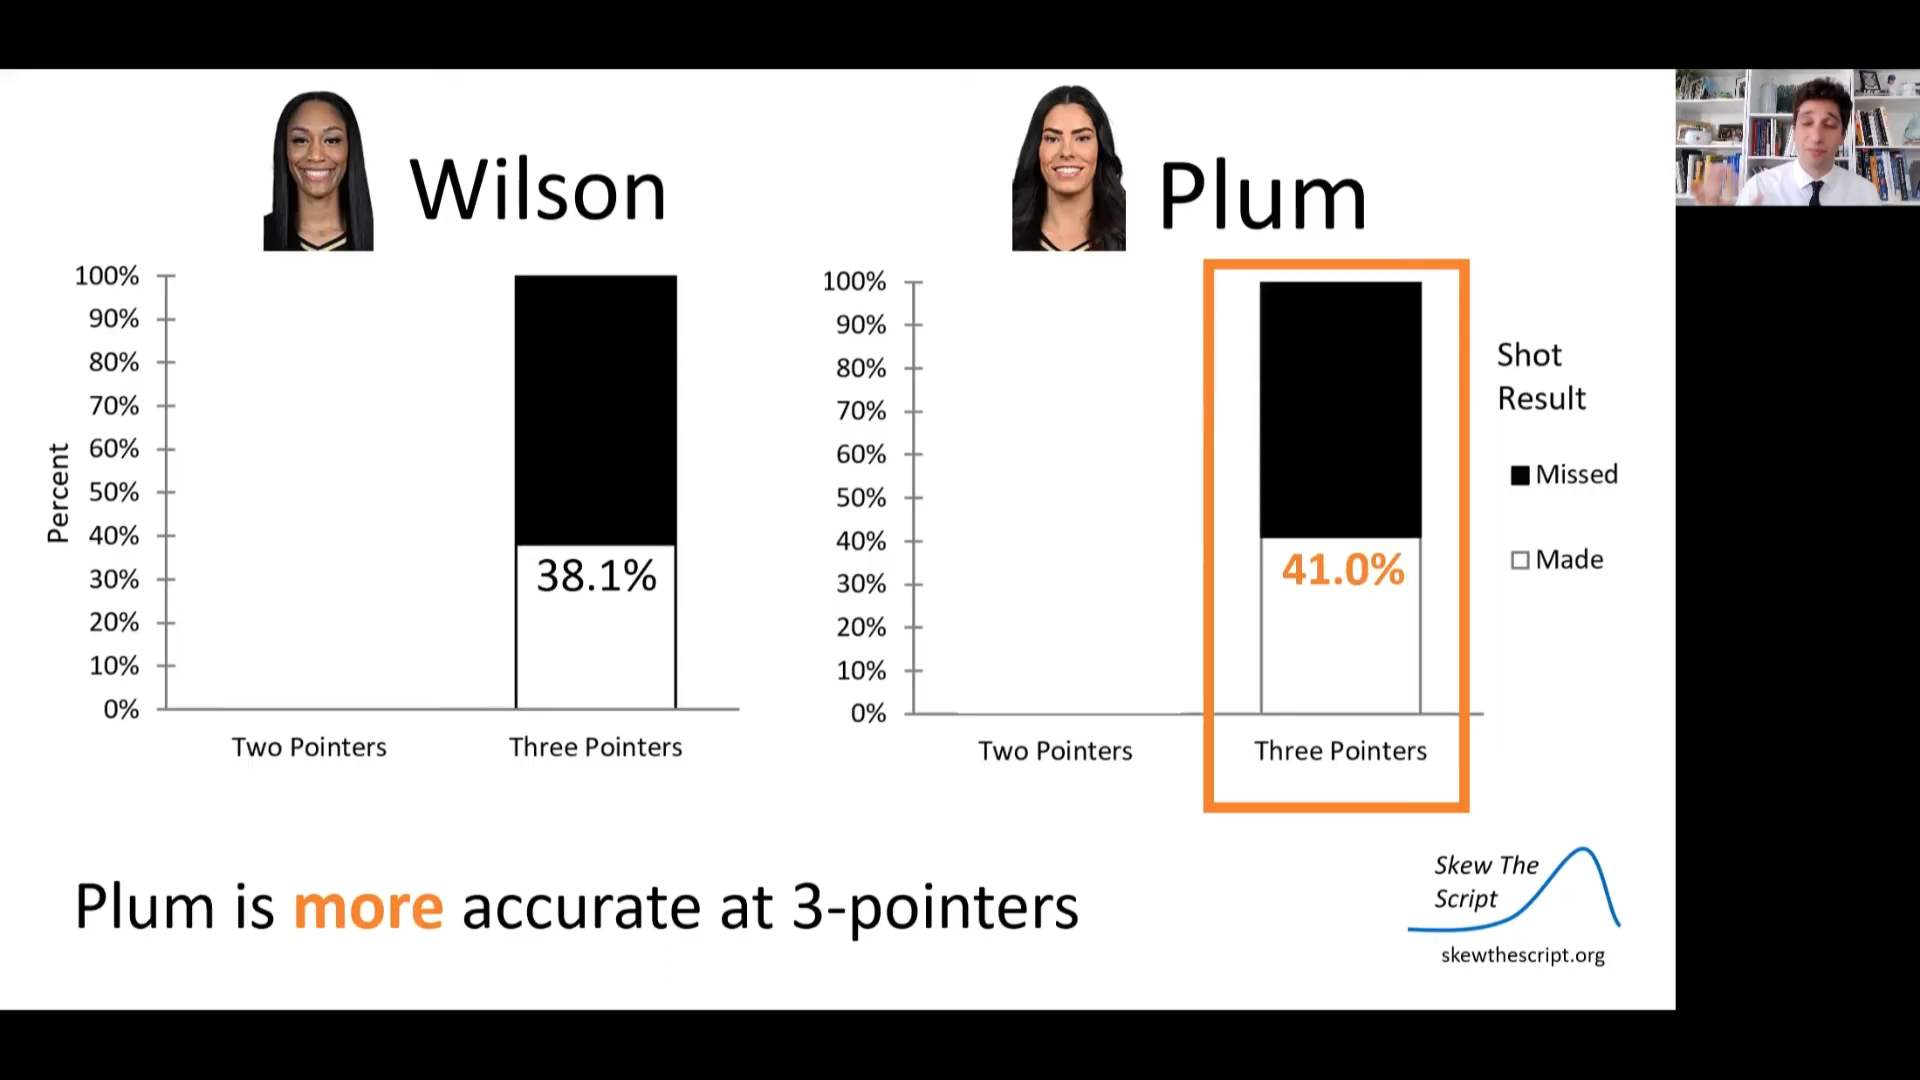 Wilson
Plum
100%
90%
80%
70%
60%
50%
40%
30%
20%
10%
0%
Percent
38.1%
Two Pointers
Three Pointers
100%
90%
80%
70%
60%
50%
40%
30%
20%
10%
0%
41.0%
Two Pointers
Three Pointers
Shot
Result
Missed
Made
Plum is more accurate at 3-pointers
Skew The
Script
skewthescript.org